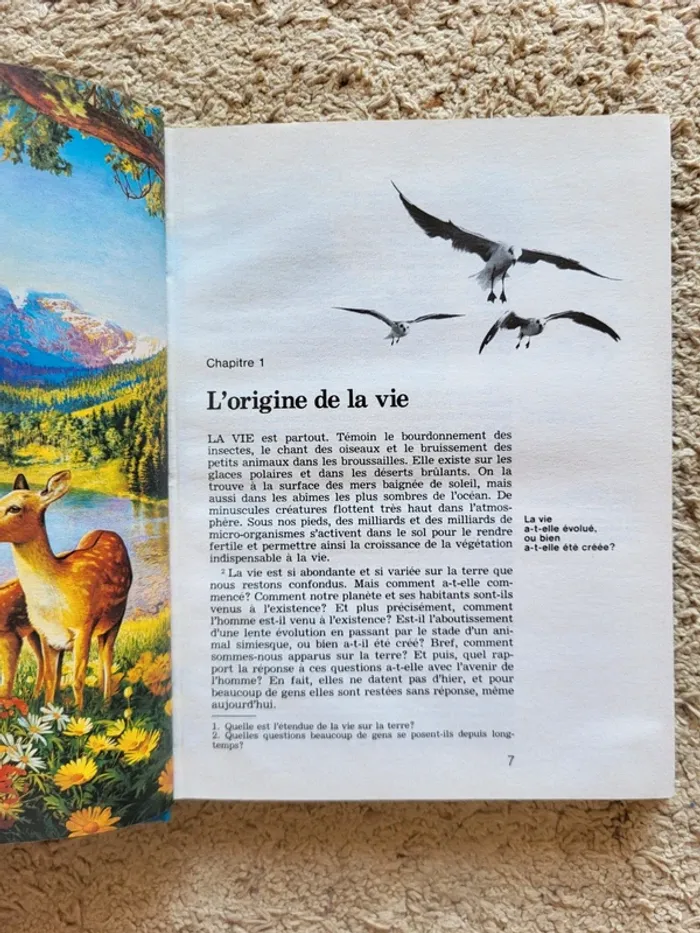 Chapitre 1
L'origine de la vie
LA VIE est partout. Témoin le bourdonnement des
insectes, le chant des oiseaux et le bruissement des
petits animaux dans les broussailles. Elle existe sur les
glaces polaires et dans les déserts brûlants. On la
trouve à la surface des mers baignée de soleil, mais
aussi dans les abîmes les plus sombres de l'océan. De
minuscules créatures flottent très haut dans l'atmos-
phère. Sous nos pieds, des milliards et des milliards de
micro-organismes s'activent dans le sol pour le rendre
fertile et permettre ainsi la croissance de la végétation
indispensable à la vie.
La vie
a-t-elle évolué,
ou bien
a-t-elle été créée?
2 La vie est si abondante et si variée sur la terre que
nous restons confondus. Mais comment a-t-elle com-
mencé? Comment notre planète et ses habitants sont-ils
venus à l'existence? Et plus précisément, comment
l'homme est-il venu à l'existence? Est-il l'aboutissement
d'une lente évolution en passant par le stade d'un ani-
mal simiesque, ou bien a-t-il été créé? Bref, comment
sommes-nous apparus sur la terre? Et puis, quel rap-
port la réponse à ces questions a-t-elle avec l'avenir de
l'homme? En fait, elles ne datent pas d'hier, et pour
beaucoup de gens elles sont restées sans réponse, même
aujourd'hui.
1. Quelle est l'étendue de la vie sur la terre?
2. Quelles questions beaucoup de gens se posent-ils depuis long-
temps?
7